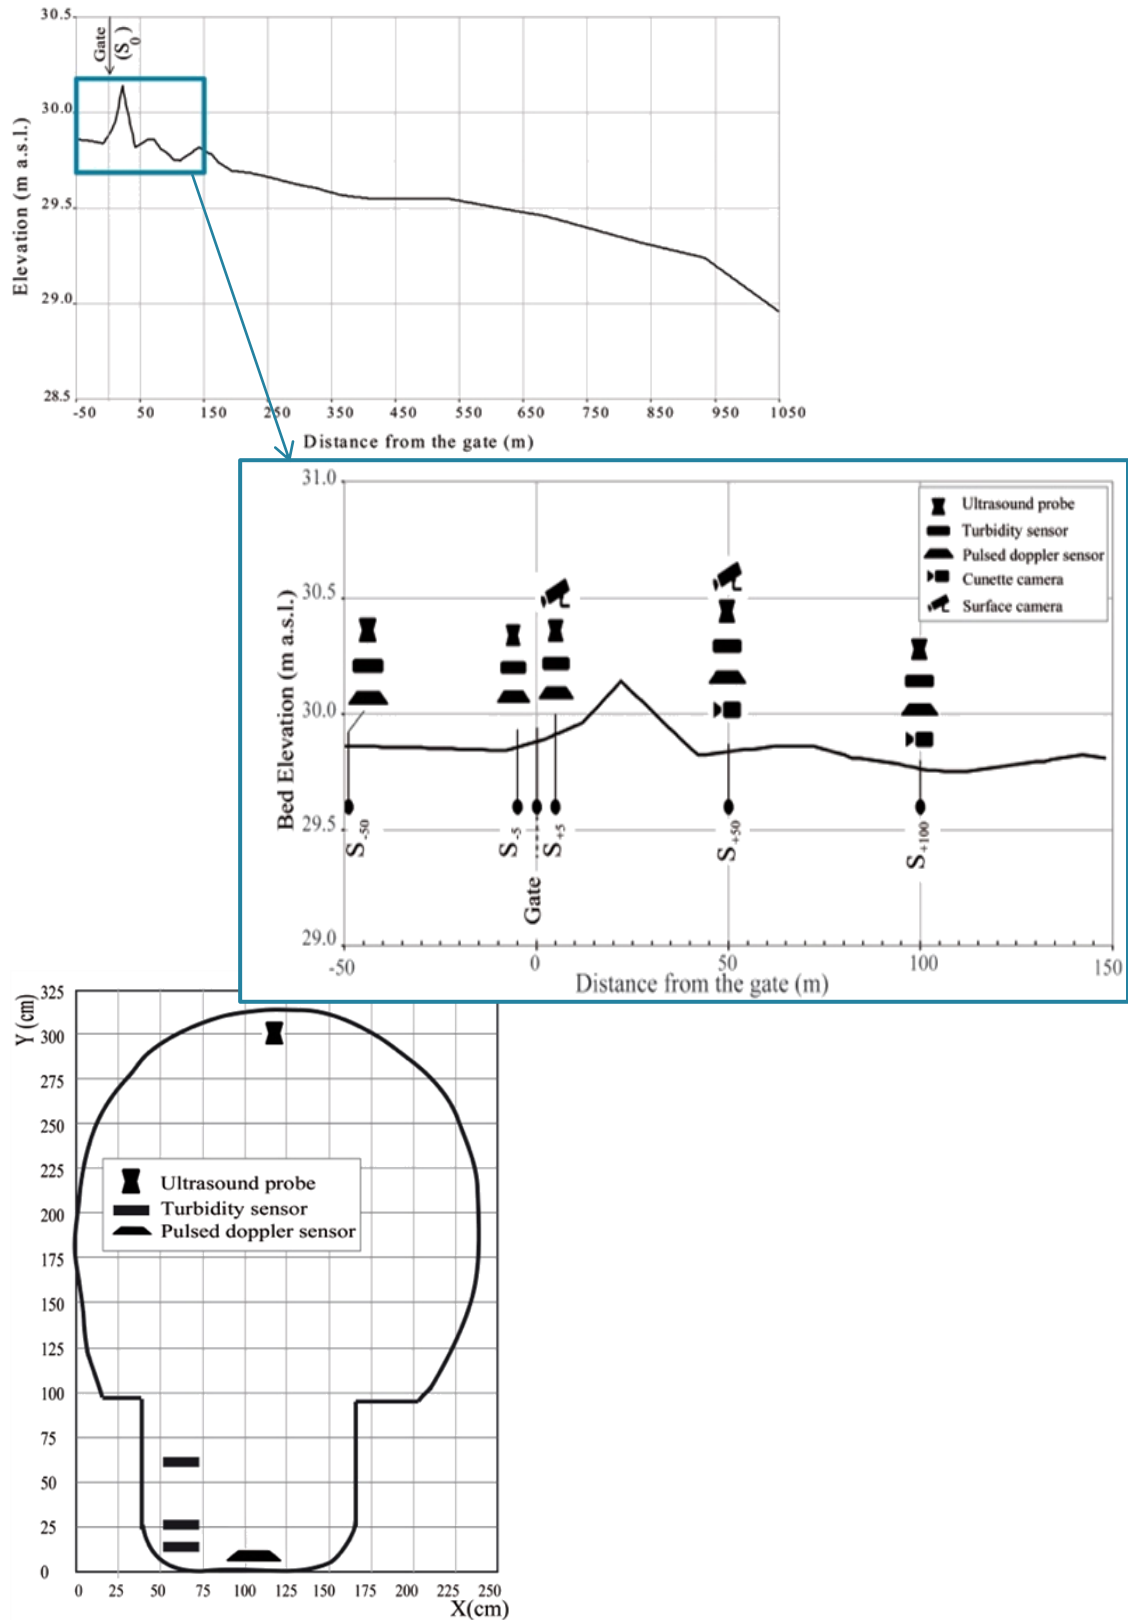 30.5
30.0
29.5
29.0
28.5
Elevation (m a.s.l.)
Gate
(S0)
-50 50 150 250 350 450 550 650 750 850 950 1050
Distance from the gate (m)
31.0
30.5
30.0
29.5
29.0
Bed Elevation (m a.s.l.)
Ultrasound probe
Turbidity sensor
Pulsed doppler sensor
Cunette camera
Surface camera
S-50
S-5
Gate
S+5
S+50
S+100
-50 0 50 100 150
Distance from the gate (m)
Y (cm)
325
300
275
250
225
200
175
150
125
100
75
50
25
0
Ultrasound probe
Turbidity sensor
Pulsed doppler sensor
0 25 50 75 100 125 150 175 200 225 250
X(cm)